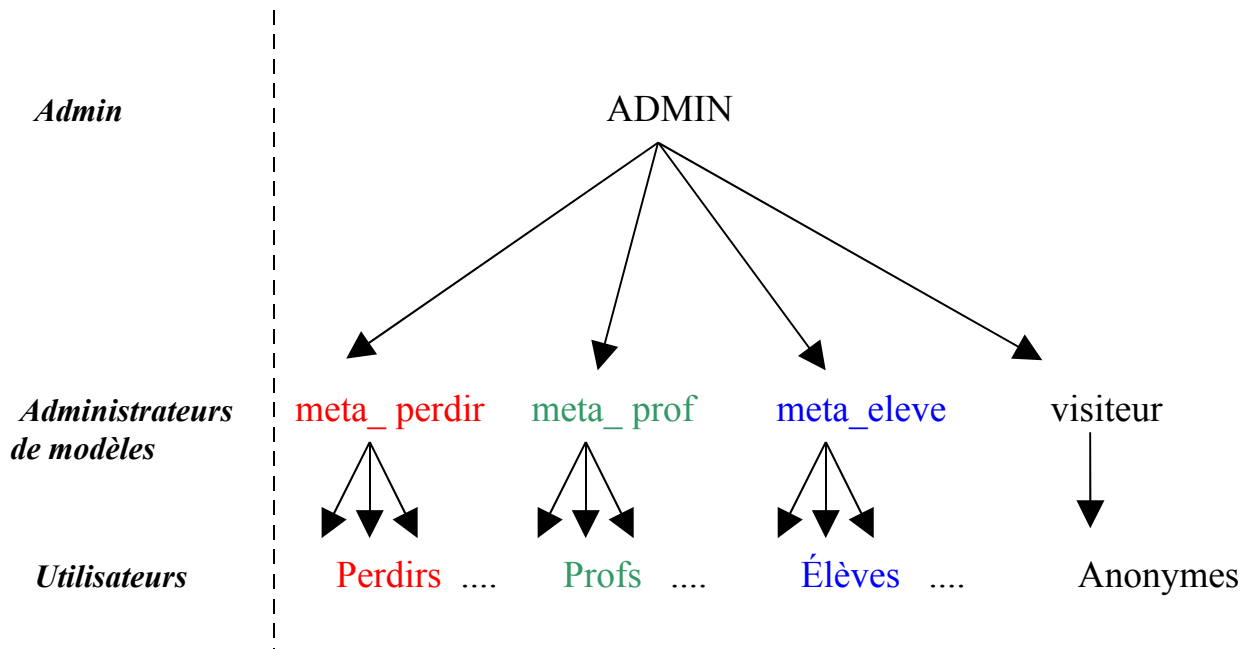 Admin ADMIN
Administrateurs
de modèles
meta_ perdir meta_ prof meta_eleve visiteur
Utilisateurs Perdirs .... Profs .... Élèves .... Anonymes